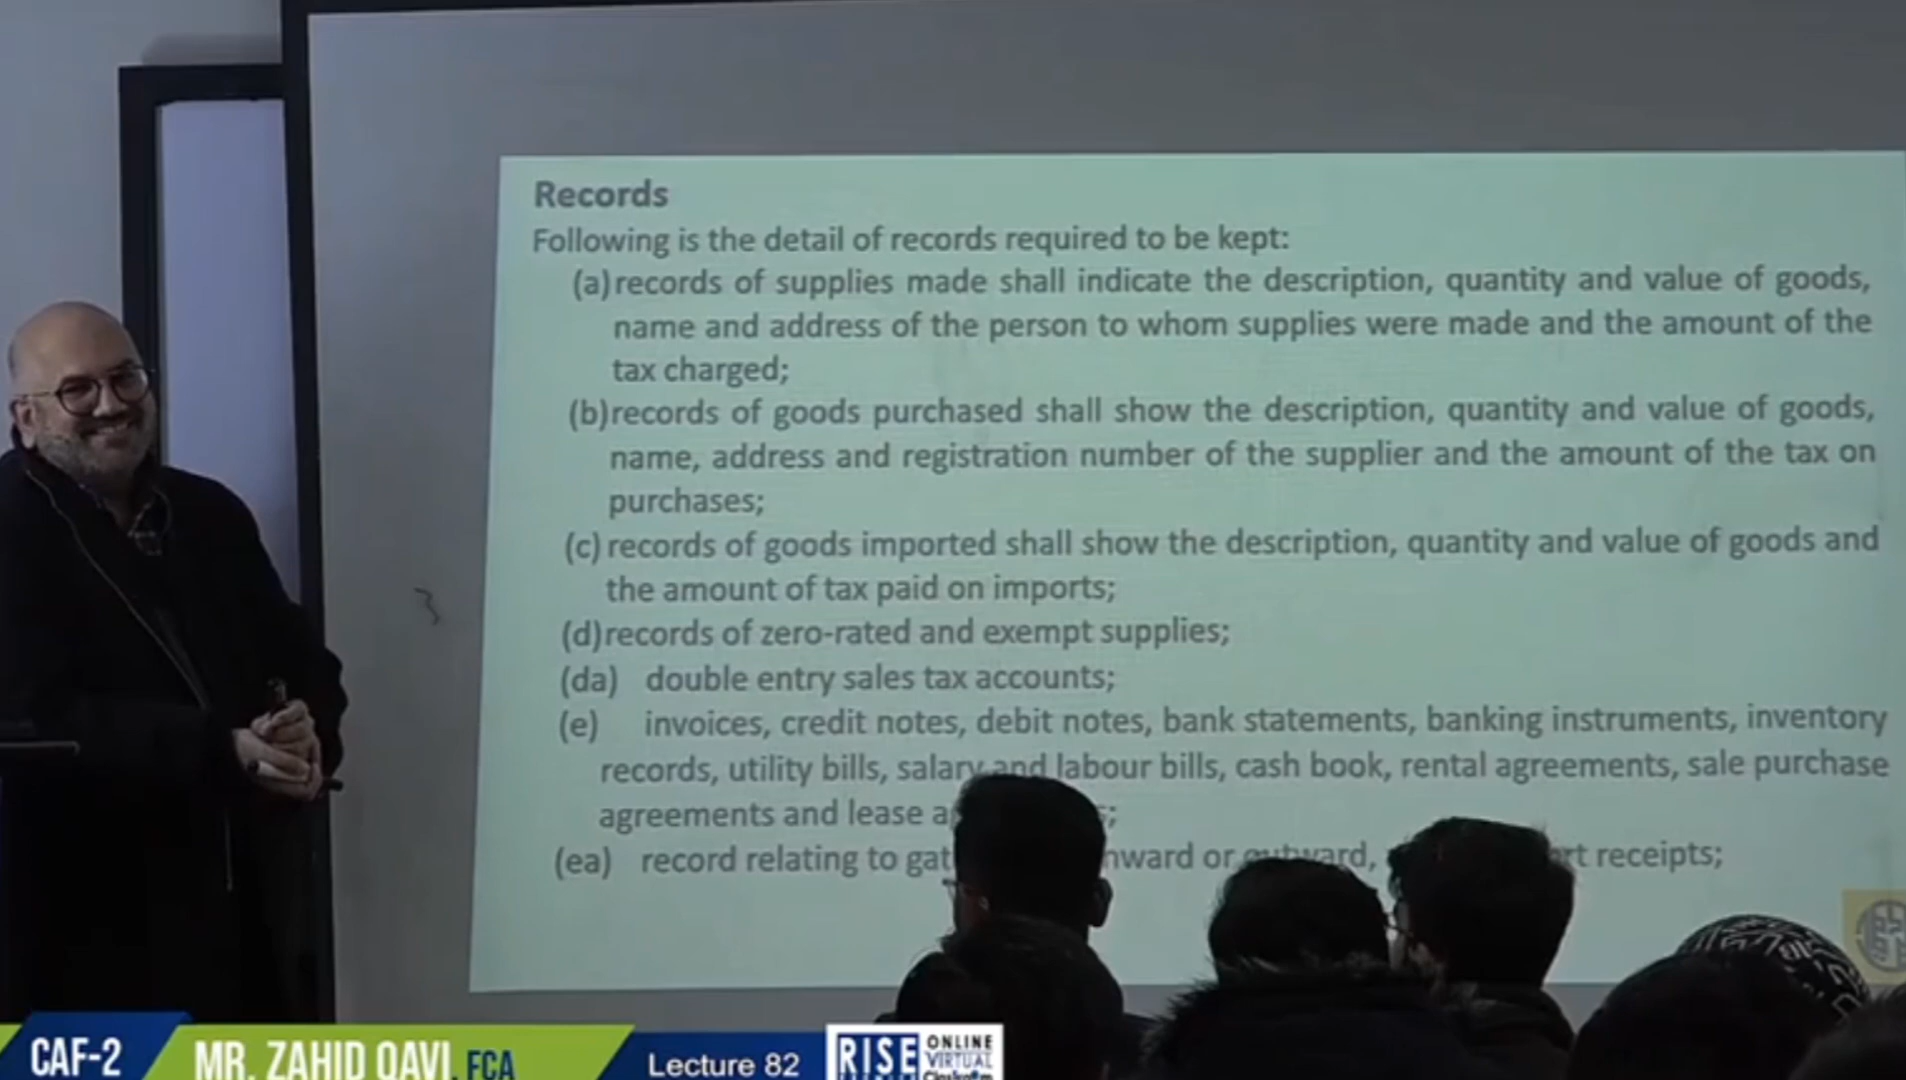 Records
Following is the detail of records required to be kept:
(a) records of supplies made shall indicate the description, quantity and value of goods,
name and address of the person to whom supplies were made and the amount of the
tax charged;
(b) records of goods purchased shall show the description, quantity and value of goods,
name, address and registration number of the supplier and the amount of the tax on
purchases;
(c) records of goods imported shall show the description, quantity and value of goods and
the amount of tax paid on imports;
(d) records of zero-rated and exempt supplies;
(da) double entry sales tax accounts;
(e) invoices, credit notes, debit notes, bank statements, banking instruments, inventory
records, utility bills, salary and labour bills, cash book, rental agreements, sale purchase
agreements and lease
(ea) record relating to or outward, receipts;
CAF-2
MR. ZAHID QAVI, FCA
Lecture 82
RISE
ONLINE
VIRTUAL